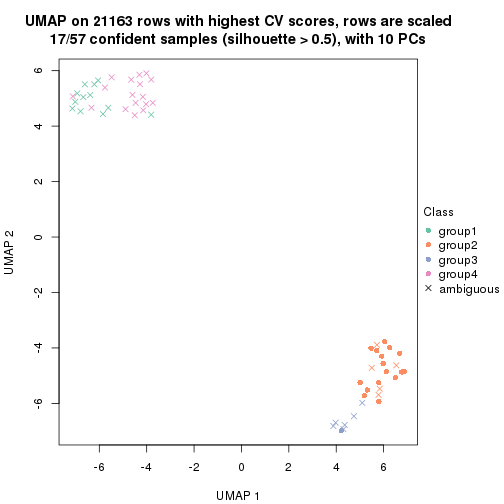 UMAP on 21163 rows with highest CV scores, rows are scaled
17/57 confident samples (silhouette > 0.5), with 10 PCs
6
4
2
0
-2
-4
-6
UMAP 2
-6
-4
-2
0
2
4
6
UMAP 1
Class
group1
group2
group3
group4
ambiguous